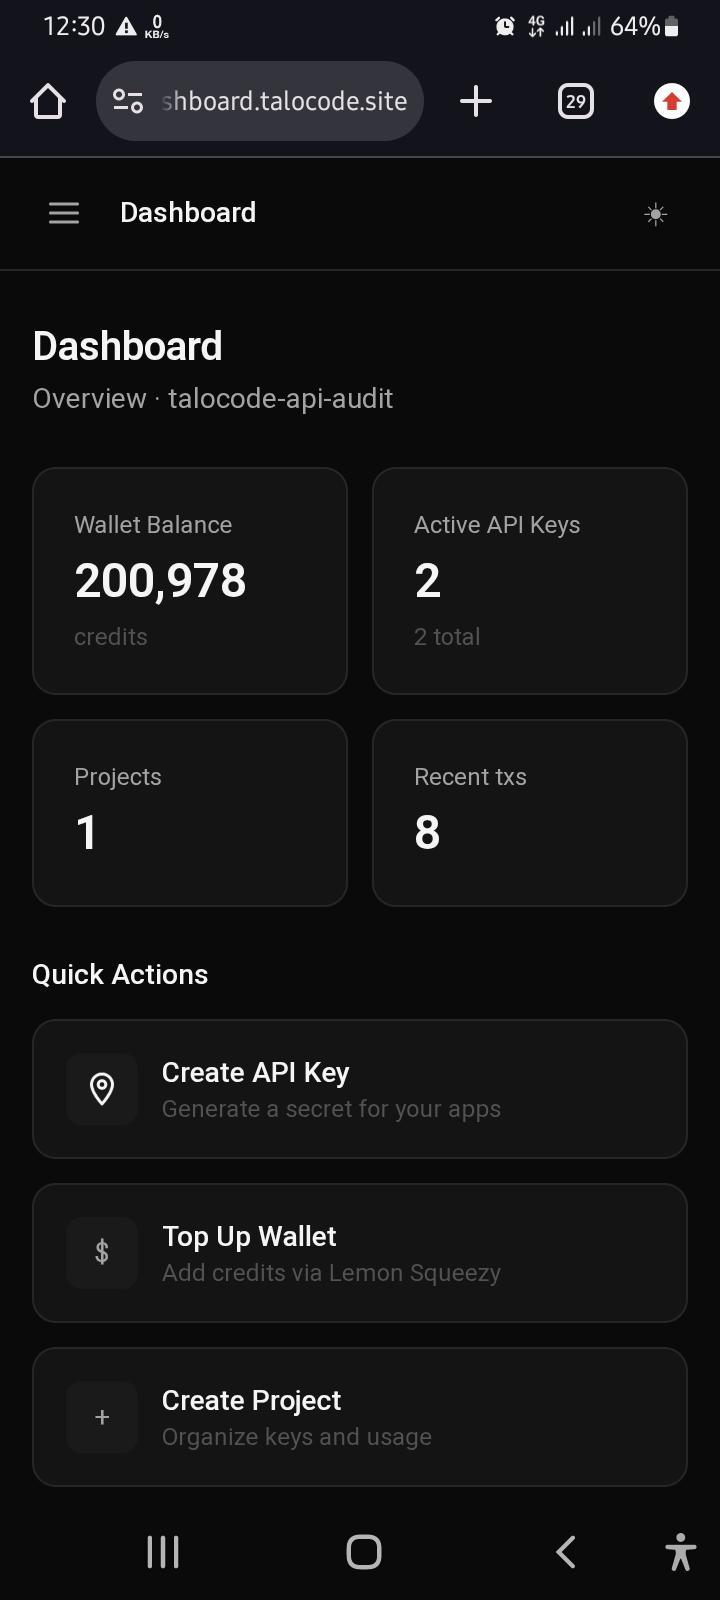 12:30
0
KB/s
4G
64%
shboard.talocode.site
29
Dashboard
Dashboard
Overview · talocode-api-audit
Wallet Balance
200,978
credits
Active API Keys
2
2 total
Projects
1
Recent txs
8
Quick Actions
Create API Key
Generate a secret for your apps
$
Top Up Wallet
Add credits via Lemon Squeezy
+
Create Project
Organize keys and usage